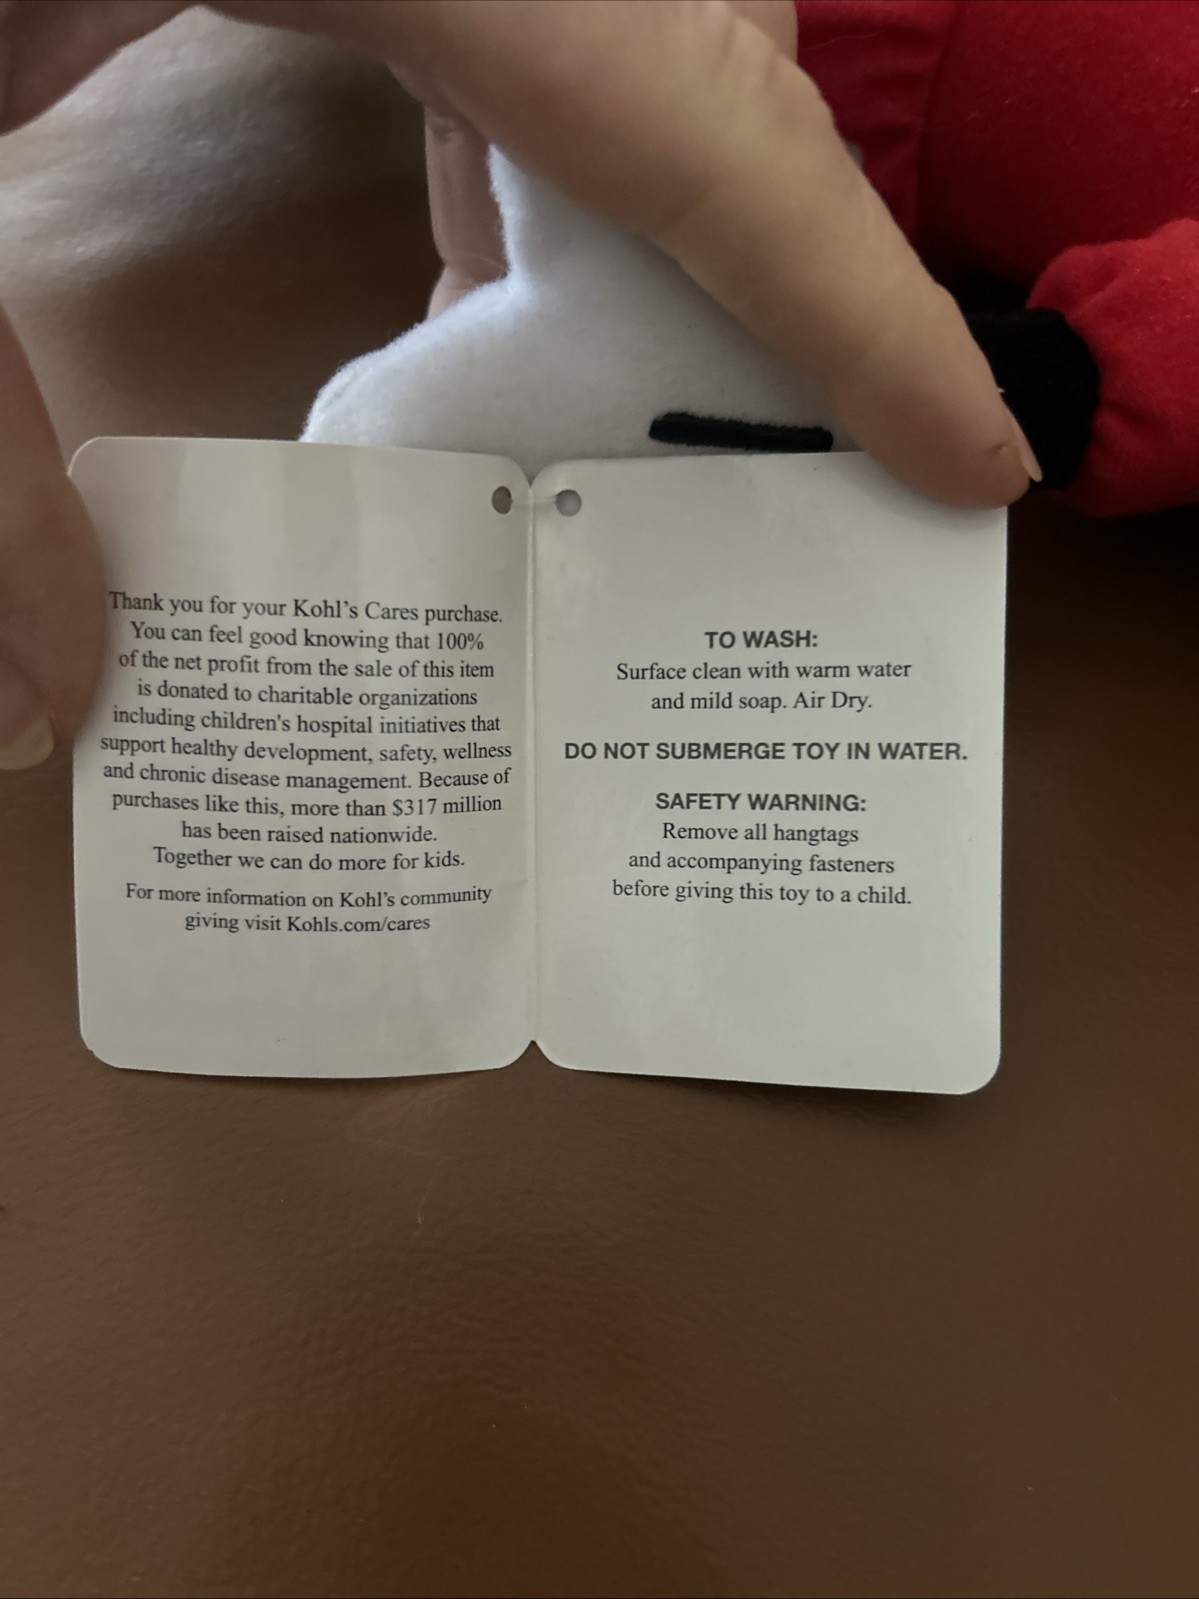 Thank you for your Kohl's Cares purchase.
You can feel good knowing that 100%
of the net profit from the sale of this item
is donated to charitable organizations
including children's hospital initiatives that
support healthy development, safety, wellness
and chronic disease management. Because of
purchases like this, more than $317 million
has been raised nationwide.
Together we can do more for kids.
For more information on Kohl's community
giving visit Kohls.com/cares
TO WASH:
Surface clean with warm water
and mild soap. Air Dry.
DO NOT SUBMERGE TOY IN WATER.
SAFETY WARNING:
Remove all hangtags
and accompanying fasteners
before giving this toy to a child.